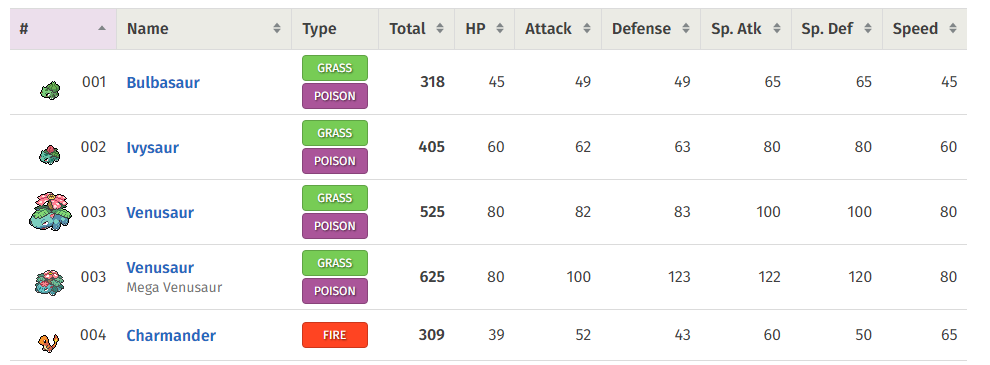 # Name Type Total HP Attack Defense Sp. Atk Sp. Def Speed
001 Bulbasaur GRASS POISON 318 45 49 49 65 65 45
002 Ivysaur GRASS POISON 405 60 62 63 80 80 60
003 Venusaur GRASS POISON 525 80 82 83 100 100 80
003 Venusaur Mega Venusaur GRASS POISON 625 80 100 123 122 120 80
004 Charmander FIRE 309 39 52 43 60 50 65